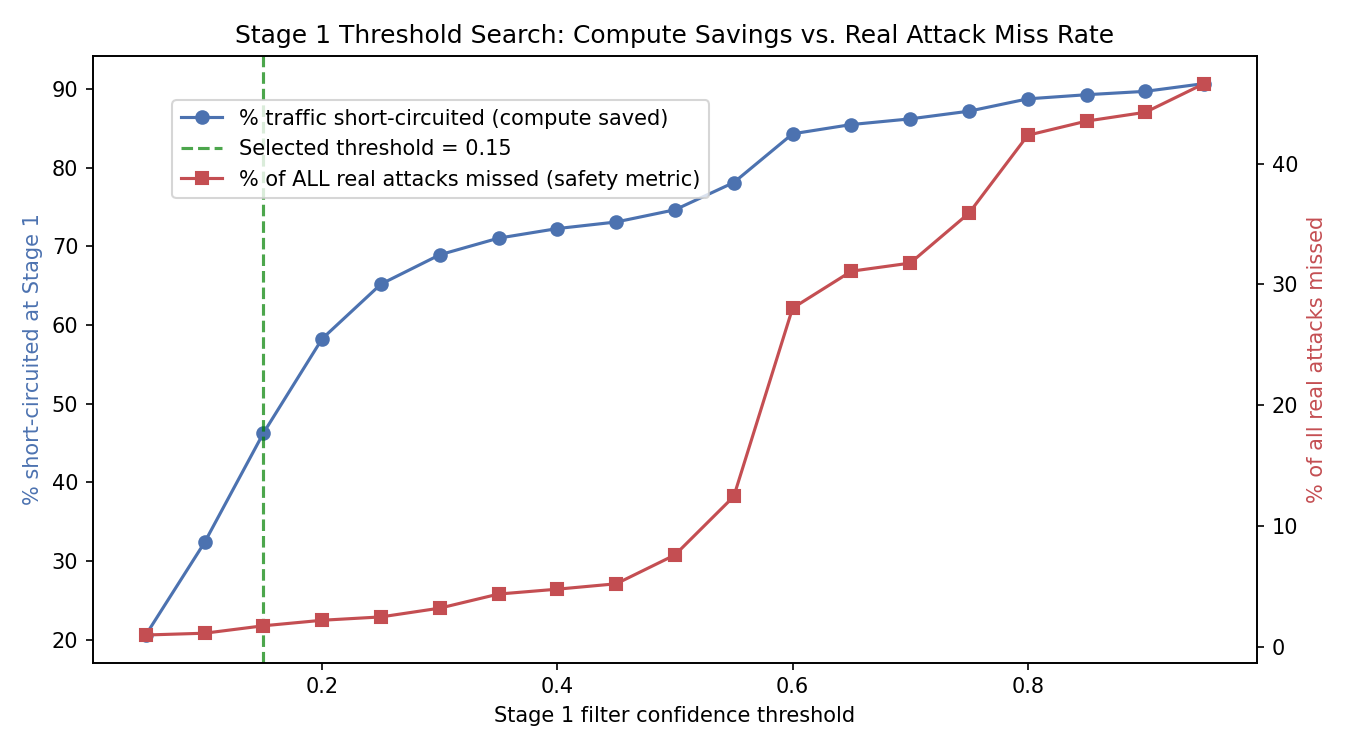 Stage 1 Threshold Search: Compute Savings vs. Real Attack Miss Rate
% traffic short-circuited (compute saved)
Selected threshold = 0.15
% of ALL real attacks missed (safety metric)
% short-circuited at Stage 1
90
80
70
60
50
40
30
20
40
30
20
10
0
% of all real attacks missed
0.2
0.4
0.6
0.8
Stage 1 filter confidence threshold